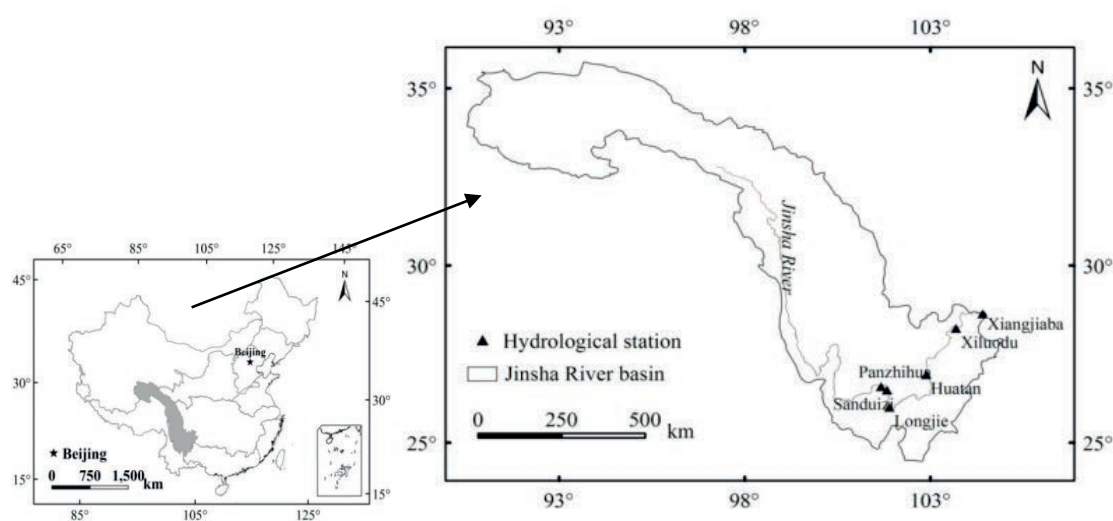 93° 98° 103°
N
35° 35°
Jinsha River
30° 30°
Xiangjiaba
Xiluodu
Hydrological station
Jinsha River basin
Panzhihua
Huatan
Sanduizi
Longjie
0 250 500
km
25° 25°
93° 98° 103°
65° 85° 105° 125° 145°
N
45° 45°
Beijing
30° 30°
Beijing
0 750 1,500
km
15° 15°
85° 105° 125°